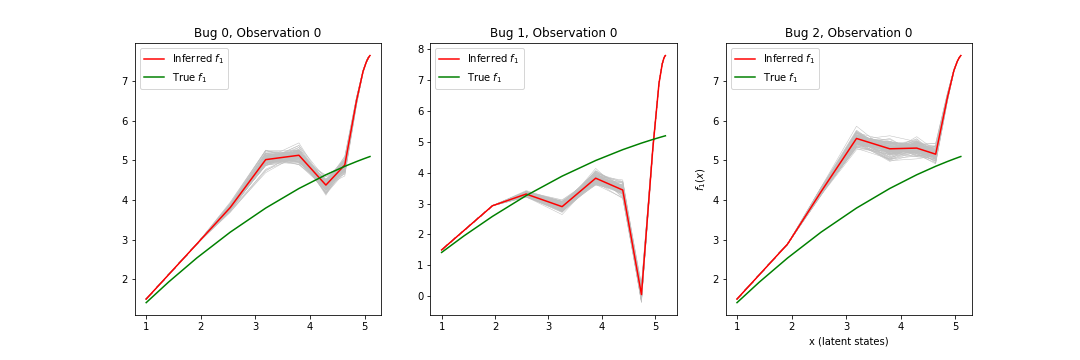 Bug 0, Observation 0
Inferred f₁
True f₁
7
6
5
4
3
2
1 2 3 4 5
Bug 1, Observation 0
Inferred f₁
True f₁
8
7
6
5
4
3
2
1
0
1 2 3 4 5
Bug 2, Observation 0
Inferred f₁
True f₁
f₁(x)
7
6
5
4
3
2
1 2 3 4 5
x (latent states)